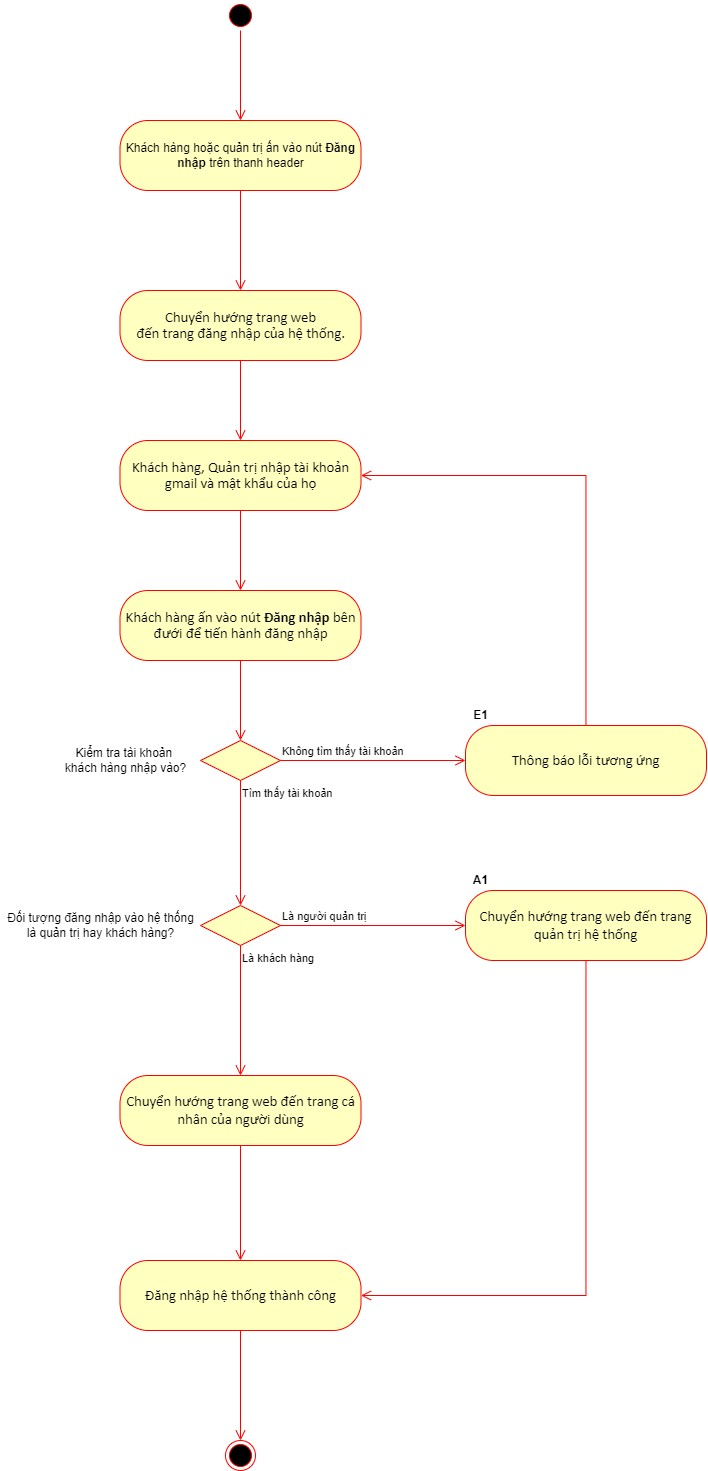 Khách hàng hoặc quản trị ấn vào nút Đăng
nhập trên thanh header
Chuyển hướng trang web
đến trang đăng nhập của hệ thống.
Khách hàng, Quản trị nhập tài khoản
gmail và mật khẩu của họ
Khách hàng ấn vào nút Đăng nhập bên
đưới để tiến hành đăng nhập
Kiểm tra tài khoản
khách hàng nhập vào?
Không tìm thấy tài khoản
E1
Thông báo lỗi tương ứng
Tìm thấy tài khoản
Đối tượng đăng nhập vào hệ thống
là quản trị hay khách hàng?
Là người quản trị
A1
Chuyển hướng trang web đến trang
quản trị hệ thống
Là khách hàng
Chuyển hướng trang web đến trang cá
nhân của người dùng
Đăng nhập hệ thống thành công